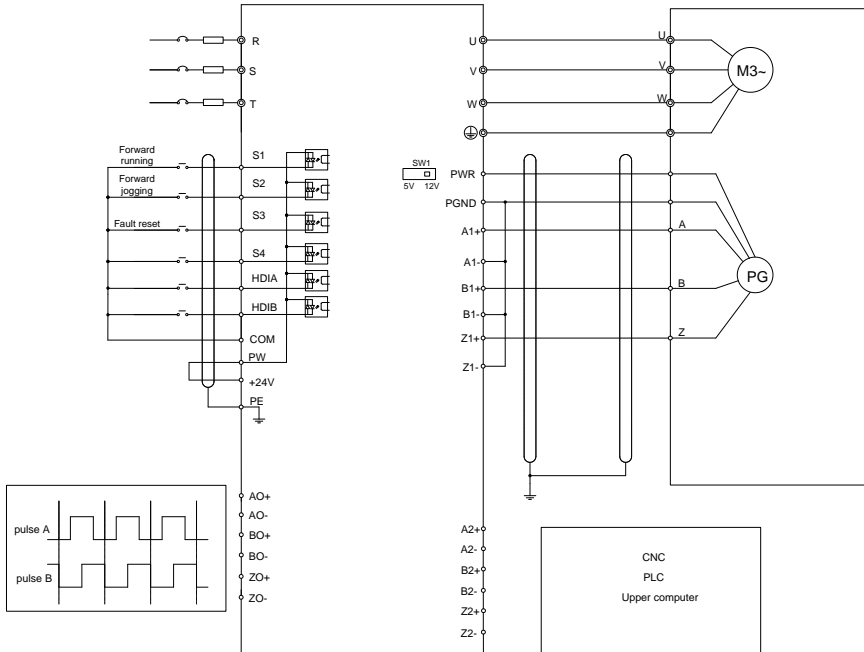 R
S
T
Forward
running
Forward
jogging
Fault reset
S1
S2
S3
S4
HDIA
HDIB
COM
PW
+24V
PE
U
V
W
SW1
5V 12V
PWR
PGND
A1+
A1-
B1+
B1-
Z1+
Z1-
U
V
W
M3~
A
B
Z
PG
pulse A
pulse B
AO+
AO-
BO+
BO-
ZO+
ZO-
A2+
A2-
B2+
B2-
Z2+
Z2-
CNC
PLC
Upper computer